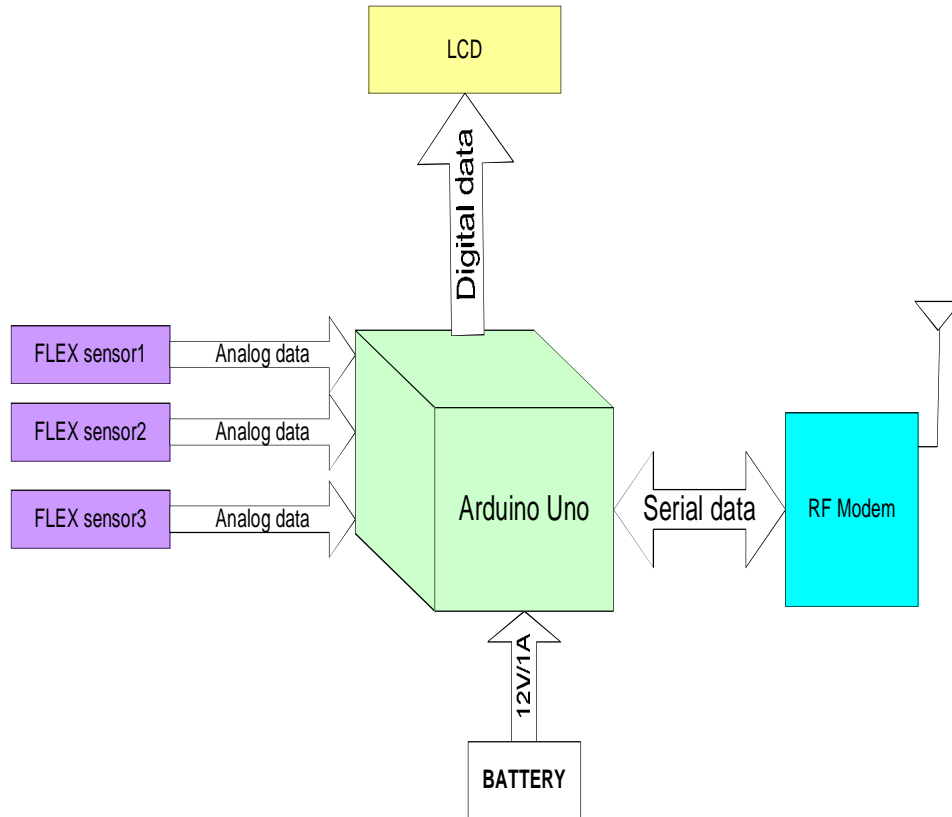 LCD
Digital data
FLEX sensor1
Analog data
FLEX sensor2
Analog data
FLEX sensor3
Analog data
Arduino Uno
Serial data
RF Modem
12V/1A
BATTERY